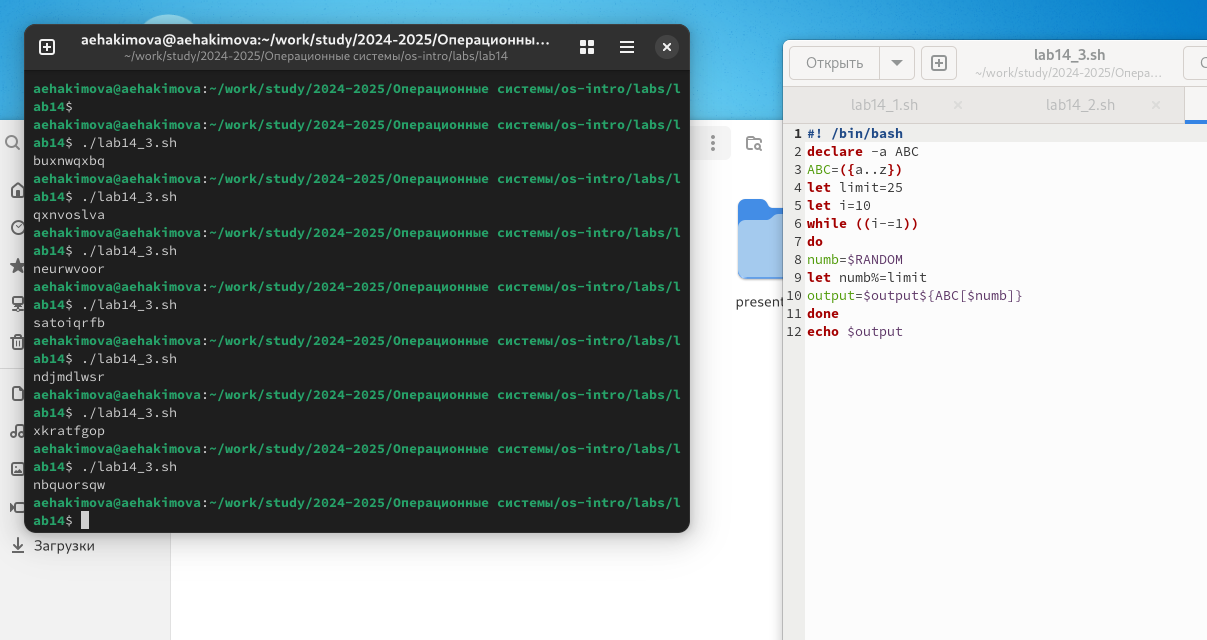 aehakimova@aehakimova:~/work/study/2024-2025/Операционны...
~/work/study/2024-2025/Операционные системы/os-intro/labs/lab14
aehakimova@aehakimova:~/work/study/2024-2025/Операционные системы/os-intro/labs/l
ab14$
aehakimova@aehakimova:~/work/study/2024-2025/Операционные системы/os-intro/labs/l
ab14$ ./lab14_3.sh
buxnwqxbq
aehakimova@aehakimova:~/work/study/2024-2025/Операционные системы/os-intro/labs/l
ab14$ ./lab14_3.sh
qxnvoslva
aehakimova@aehakimova:~/work/study/2024-2025/Операционные системы/os-intro/labs/l
ab14$ ./lab14_3.sh
neurwvoor
aehakimova@aehakimova:~/work/study/2024-2025/Операционные системы/os-intro/labs/l
ab14$ ./lab14_3.sh
satoiqrfb
aehakimova@aehakimova:~/work/study/2024-2025/Операционные системы/os-intro/labs/l
ab14$ ./lab14_3.sh
ndjmdlwsr
aehakimova@aehakimova:~/work/study/2024-2025/Операционные системы/os-intro/labs/l
ab14$ ./lab14_3.sh
xkratfgop
aehakimova@aehakimova:~/work/study/2024-2025/Операционные системы/os-intro/labs/l
ab14$ ./lab14_3.sh
nbquorsqw
aehakimova@aehakimova:~/work/study/2024-2025/Операционные системы/os-intro/labs/l
ab14$
Загрузки
present
Открыть
lab14_3.sh
~/work/study/2024-2025/Опера...
lab14_1.sh
lab14_2.sh
1 #! /bin/bash
2 declare -a ABC
3 ABC=({a..z})
4 let limit=25
5 let i=10
6 while ((i-=1))
7 do
8 numb=$RANDOM
9 let numb%=limit
10 output=$output${ABC[$numb]}
11 done
12 echo $output